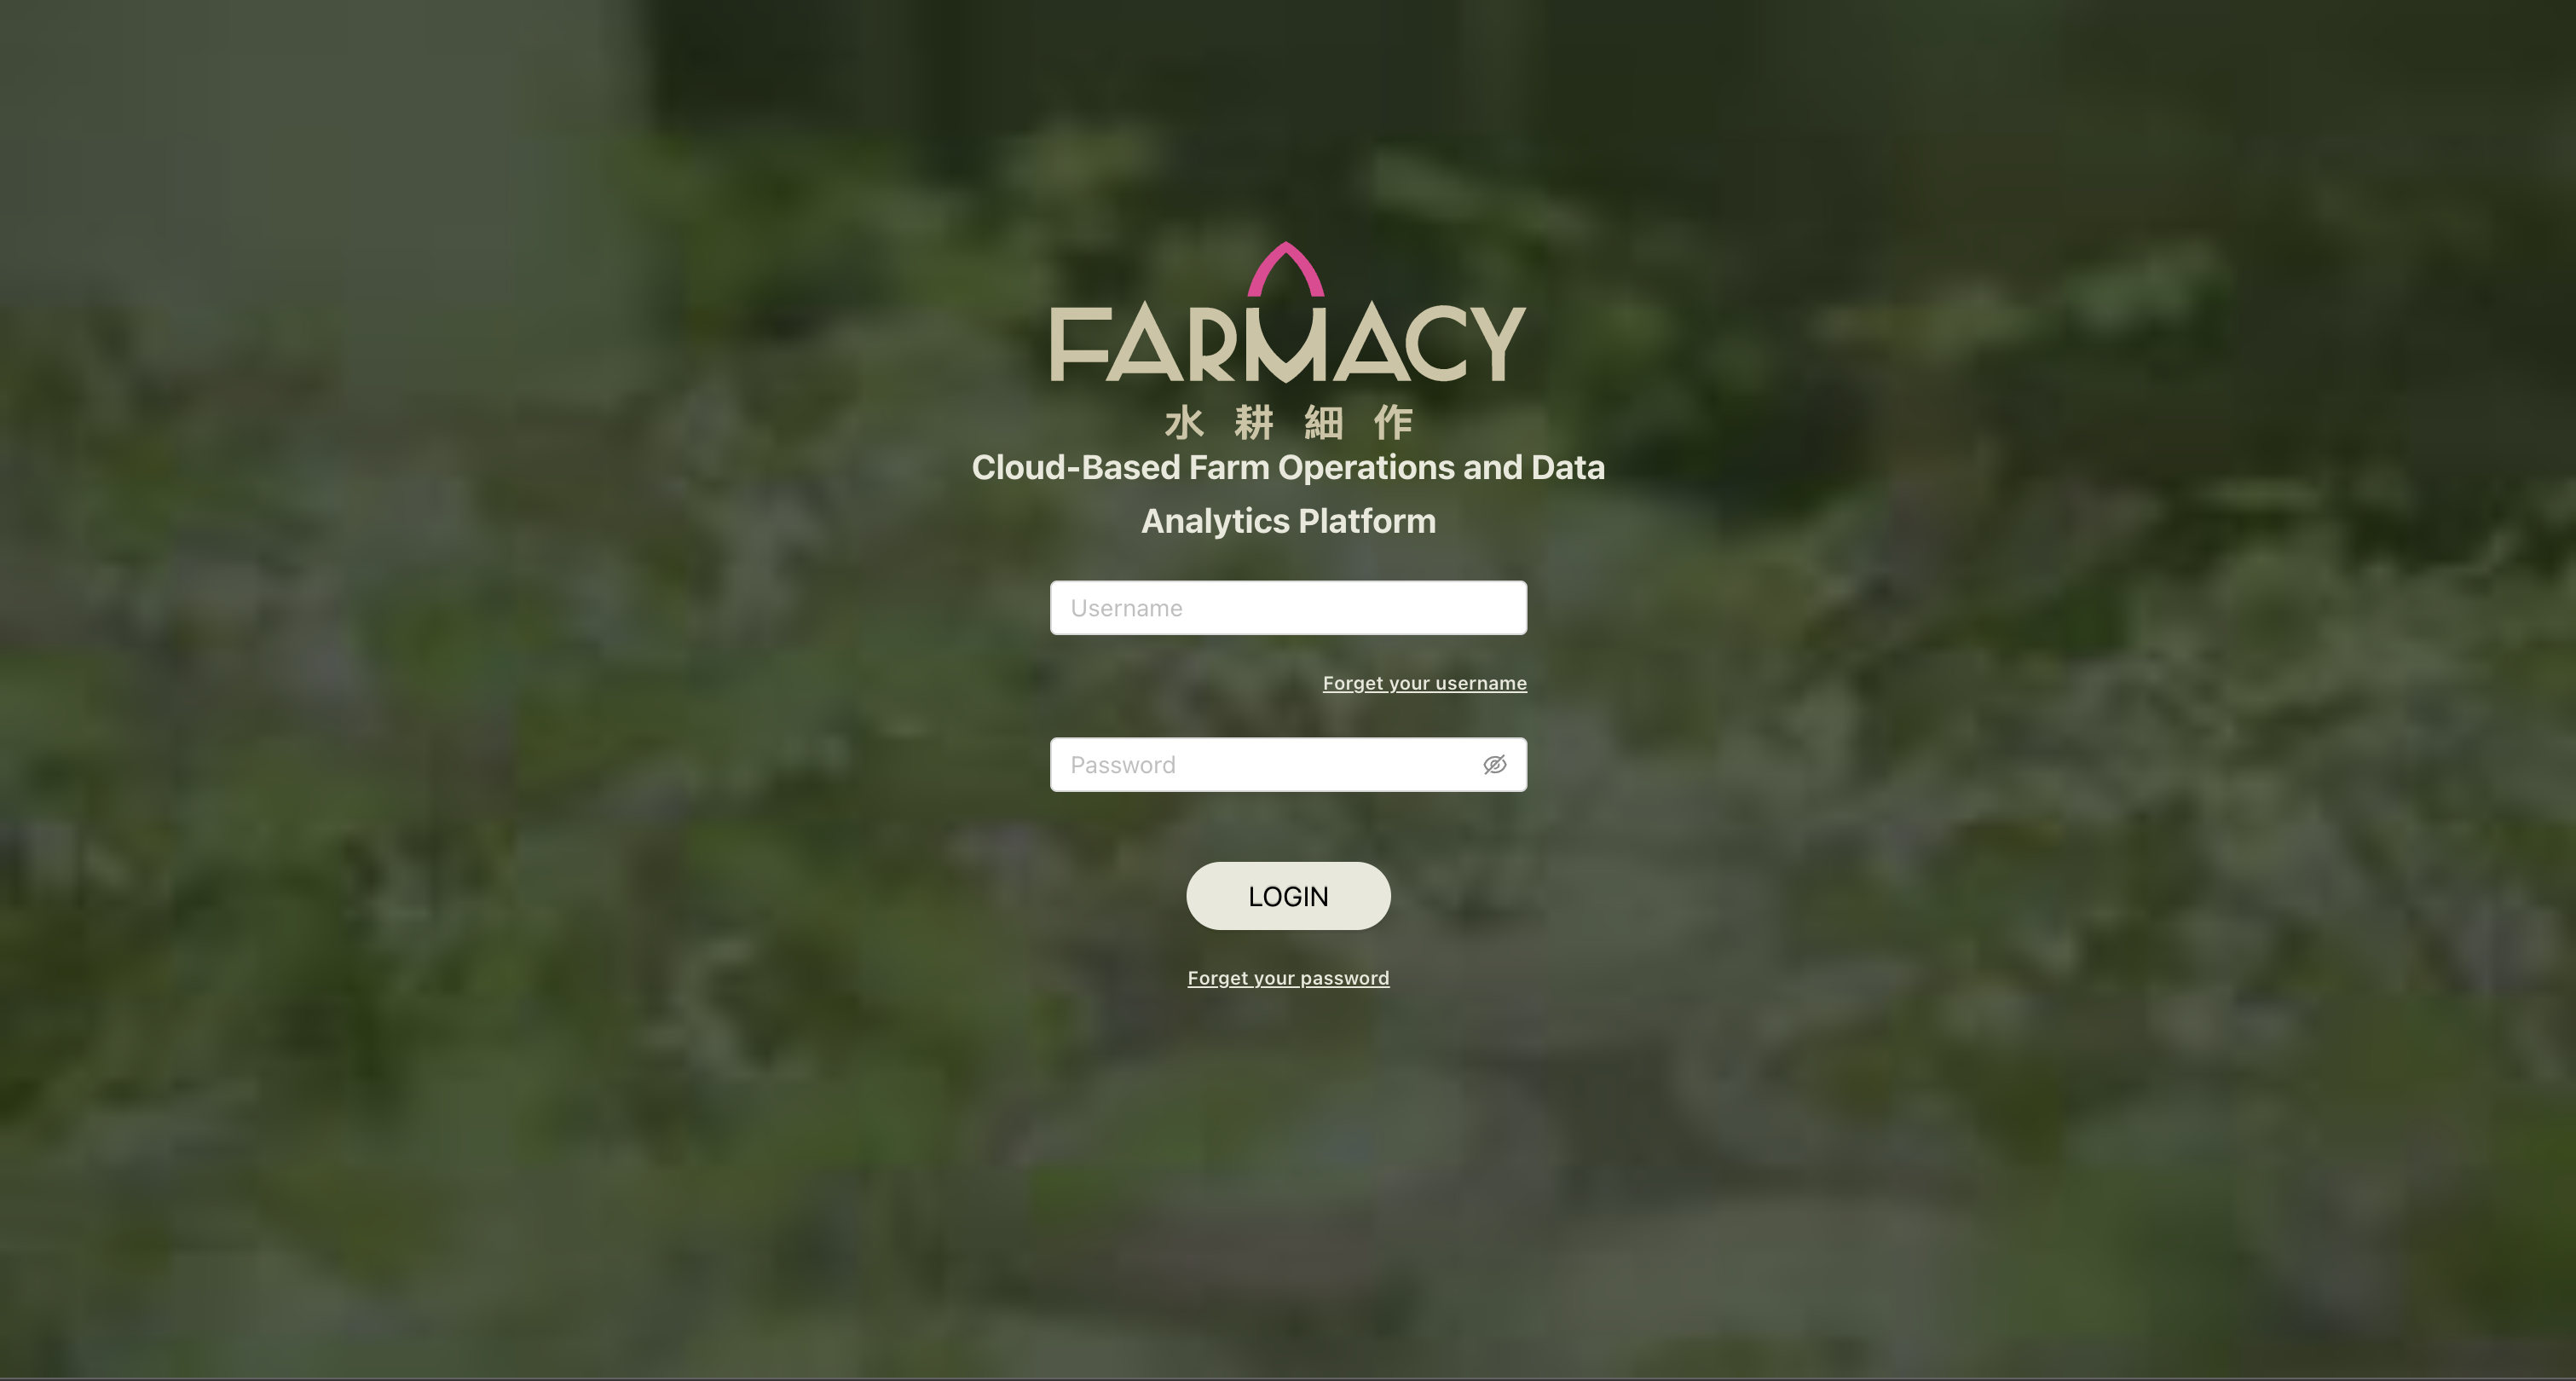 FARMACY
水耕細作
Cloud-Based Farm Operations and Data
Analytics Platform
Username
Forget your username
Password
LOGIN
Forget your password